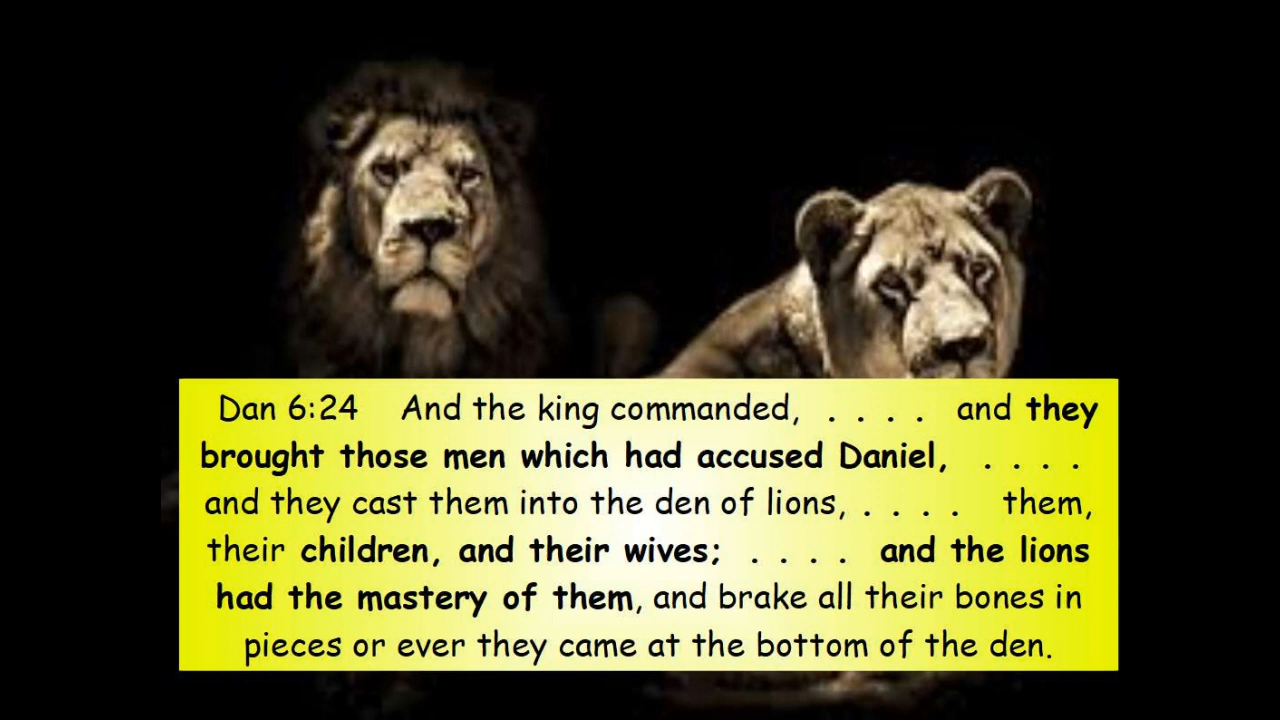 Dan 6:24 And the king commanded, . . . . and they
brought those men which had accused Daniel, . . . .
and they cast them into the den of lions, . . . . them,
their children, and their wives; . . . . and the lions
had the mastery of them, and brake all their bones in
pieces or ever they came at the bottom of the den.